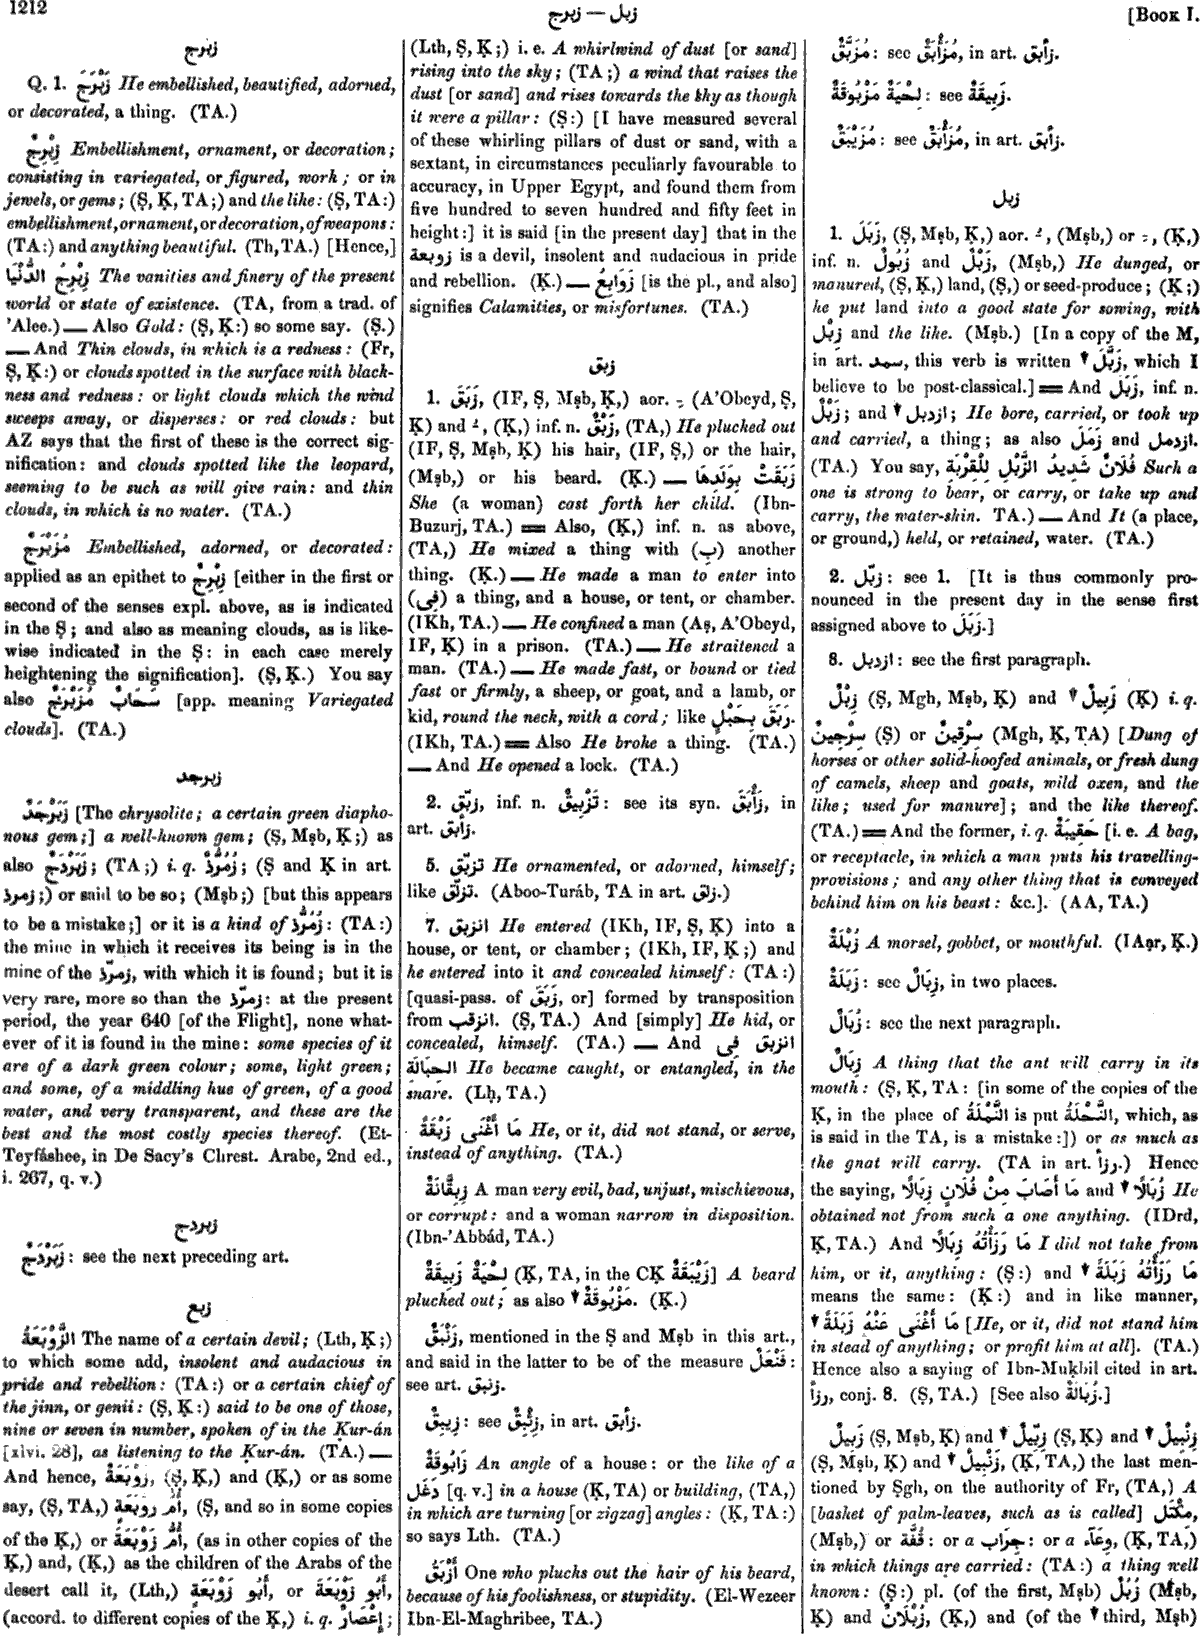 1212
زبرج — زبل
[Book I.
زبرج
Q. 1. زَبْرَجَ He embellished, beautified, adorned,
or decorated, a thing. (TA.)
زِبْرِجٌ Embellishment, ornament, or decoration;
consisting in variegated, or figured, work; or in
jewels, or gems; (Ṣ, Ḳ, TA;) and the like: (Ṣ, TA:)
embellishment, ornament, or decoration, of weapons:
(TA:) and anything beautiful. (Th, TA.) [Hence,]
زِبْرِجُ الدُّنْيَا The vanities and finery of the present
world or state of existence. (TA, from a trad. of
'Alee.) — Also Gold: (Ṣ, Ḳ:) so some say. (Ṣ.)
— And Thin clouds, in which is a redness: (Fr,
Ṣ, Ḳ:) or clouds spotted in the surface with black-
ness and redness: or light clouds which the wind
sweeps away, or disperses: or red clouds: but
AZ says that the first of these is the correct sig-
nification: and clouds spotted like the leopard,
seeming to be such as will give rain: and thin
clouds, in which is no water. (TA.)
مُزَبْرَجٌ Embellished, adorned, or decorated:
applied as an epithet to زِبْرِجٌ [either in the first or
second of the senses expl. above, as is indicated
in the Ṣ; and also as meaning clouds, as is like-
wise indicated in the Ṣ: in each case merely
heightening the signification]. (Ṣ, Ḳ.) You say
also سَحَابٌ مُزَبْرَجٌ [app. meaning Variegated
clouds]. (TA.)
زبرجد
زَبَرْجَدٌ [The chrysolite; a certain green diapho-
nous gem;] a well-known gem; (Ṣ, Mṣb, Ḳ;) as
also زَبَرْدَجٌ; (TA;) i. q. زُمُرُّذٌ; (Ṣ and Ḳ in art.
زمرذ;) or said to be so; (Mṣb;) [but this appears
to be a mistake;] or it is a kind of زُمُرُّذ: (TA:)
the mine in which it receives its being is in the
mine of the زمرّذ, with which it is found; but it is
very rare, more so than the زمرّذ: at the present
period, the year 640 [of the Flight], none what-
ever of it is found in the mine: some species of it
are of a dark green colour; some, light green;
and some, of a middling hue of green, of a good
water, and very transparent, and these are the
best and the most costly species thereof. (Et-
Teyfáshee, in De Sacy's Chrest. Arabe, 2nd ed.,
i. 267, q. v.)
زبردج
زَبَرْدَجٌ: see the next preceding art.
زبع
الزَّوْبَعَةُ The name of a certain devil; (Lth, Ḳ;)
to which some add, insolent and audacious in
pride and rebellion: (TA:) or a certain chief of
the jinn, or genii: (Ṣ, Ḳ:) said to be one of those,
nine or seven in number, spoken of in the Ḳur-án
[xlvi. 28], as listening to the Ḳur-án. (TA.) —
And hence, زَوْبَعَةُ, (Ṣ, Ḳ,) and (Ḳ,) or as some
say, (Ṣ, TA,) أُم زَوْبَعَة, (Ṣ, and so in some copies
of the Ḳ,) or أُمُّ زَوْبَعَةَ, (as in other copies of the
Ḳ,) and, (Ḳ,) as the children of the Arabs of the
desert call it, (Lth,) أَبُو زَوْبَعَةٍ, or أَبُو زَوْبَعَةَ,
(accord. to different copies of the Ḳ,) i. q. إِعْصَارٌ;
(Lth, Ṣ, Ḳ;) i. e. A whirlwind of dust [or sand]
rising into the sky; (TA;) a wind that raises the
dust [or sand] and rises towards the sky as though
it were a pillar: (Ṣ:) [I have measured several
of these whirling pillars of dust or sand, with a
sextant, in circumstances peculiarly favourable to
accuracy, in Upper Egypt, and found them from
five hundred to seven hundred and fifty feet in
height:] it is said [in the present day] that in the
زوبعة is a devil, insolent and audacious in pride
and rebellion. (Ḳ.) — زَوَابِعُ [is the pl., and also]
signifies Calamities, or misfortunes. (TA.)
زبق
1. زَبَقَ, (IF, Ṣ, Mṣb, Ḳ,) aor. ـِ, (A'Obeyd, Ṣ,
Ḳ) and ـُ, (Ḳ,) inf. n. زَبْقٌ, (TA,) He plucked out
(IF, Ṣ, Mṣb, Ḳ) his hair, (IF, Ṣ,) or the hair,
(Mṣb,) or his beard. (Ḳ.) — زَبَقَتْ بِوَلَدِهَا
She (a woman) cast forth her child. (Ibn-
Buzurj, TA.) = Also, (Ḳ,) inf. n. as above,
(TA,) He mixed a thing with (بِ) another
thing. (Ḳ.) — He made a man to enter into
(فِى) a thing, and a house, or tent, or chamber.
(IKh, TA.) — He confined a man (Aṣ, A'Obeyd,
IF, Ḳ) in a prison. (TA.) — He straitened a
man. (TA.) — He made fast, or bound or tied
fast or firmly, a sheep, or goat, and a lamb, or
kid, round the neck, with a cord; like رَبَقَ بِحَبْلٍ.
(IKh, TA.) = Also He broke a thing. (TA.)
— And He opened a lock. (TA.)
2. زبّق, inf. n. تَزْبِيقٌ: see its syn. زَأْبَقَ, in
art. زأبق.
5. تزبّق He ornamented, or adorned, himself;
like تزلّق. (Aboo-Turáb, TA in art. زلق.)
7. انزبق He entered (IKh, IF, Ṣ, Ḳ) into a
house, or tent, or chamber; (IKh, IF, Ḳ;) and
he entered into it and concealed himself: (TA:)
[quasi-pass. of زَبَقَ, or] formed by transposition
from انزقب. (Ṣ, TA.) And [simply] He hid, or
concealed, himself. (TA.) — And انزبق فِى
الحِبَالَة He became caught, or entangled, in the
snare. (Lḥ, TA.)
مَا أَغْنَى زَبَقَةً He, or it, did not stand, or serve,
instead of anything. (TA.)
زِبِقَّانَةٌ A man very evil, bad, unjust, mischievous,
or corrupt: and a woman narrow in disposition.
(Ibn-'Abbád, TA.)
لِحْيَةٌ زَبِيقَةٌ (Ḳ, TA, in the CḲ زَيْبَقَةٌ] A beard
plucked out; as also ▼ مَزْبُوقَةٌ. (Ḳ.)
زَنْبَقٌ, mentioned in the Ṣ and Mṣb in this art.,
and said in the latter to be of the measure فَنْعَلٌ:
see art. زنبق.
زِيبِقٌ: see زِئْبِقٌ, in art. زأبق.
زَابُوقَةٌ An angle of a house: or the like of a
دَغَل [q. v.] in a house (Ḳ, TA) or building, (TA,)
in which are turning [or zigzag] angles: (Ḳ, TA:)
so says Lth. (TA.)
أَزْبَقُ One who plucks out the hair of his beard,
because of his foolishness, or stupidity. (El-Wezeer
Ibn-El-Maghribee, TA.)
مُزَبَّقٌ: see مُزَأْبَقٌ, in art. زأبق.
لِحْيَةٌ مَزْبُوقَةٌ: see زَبِيقَةٌ.
مُزَيْبَقٌ: see مُزَأْبَقٌ, in art. زأبق.
زبل
1. زَبَلَ, (Ṣ, Mṣb, Ḳ,) aor. ـُ, (Mṣb,) or ـِ, (Ḳ,)
inf. n. زُبُولٌ and زَبْلٌ, (Mṣb,) He dunged, or
manured, (Ṣ, Ḳ,) land, (Ṣ,) or seed-produce; (Ḳ;)
he put land into a good state for sowing, with
زِبْل and the like. (Mṣb.) [In a copy of the M,
in art. سمد, this verb is written ▼ زَبَّلَ, which I
believe to be post-classical.] = And زَبَلَ, inf. n.
زَبْلٌ; and ▼ ازدبل; He bore, carried, or took up
and carried, a thing; as also زَمَلَ and ازدمل.
(TA.) You say, فُلَانٌ شَدِيدُ الزَّبْلِ لِلْقِرْبَةِ Such a
one is strong to bear, or carry, or take up and
carry, the water-skin. TA.) — And It (a place,
or ground,) held, or retained, water. (TA.)
2. زبّل: see 1. [It is thus commonly pro-
nounced in the present day in the sense first
assigned above to زَبَلَ.]
8. ازدبل: see the first paragraph.
زِبْلٌ (Ṣ, Mgh, Mṣb, Ḳ) and ▼ زَبِيلٌ (Ḳ) i. q.
سِرْجِينٌ (Ṣ) or سِرْقِينٌ (Mgh, Ḳ, TA) [Dung of
horses or other solid-hoofed animals, or fresh dung
of camels, sheep and goats, wild oxen, and the
like; used for manure]; and the like thereof.
(TA.) = And the former, i. q. حَقِيبَةٌ [i. e. A bag,
or receptacle, in which a man puts his travelling-
provisions; and any other thing that is conveyed
behind him on his beast: &c.]. (AA, TA.)
زُبْلَةٌ A morsel, gobbet, or mouthful. (IAạr, Ḳ.)
زَبَلَةٌ: see زِبَالٌ, in two places.
زُبَالٌ: see the next paragraph.
زِبَالٌ A thing that the ant will carry in its
mouth: (Ṣ, Ḳ, TA: [in some of the copies of the
Ḳ, in the place of النَّمْلَةُ is put النَّحْلَةُ, which, as
is said in the TA, is a mistake:]) or as much as
the gnat will carry. (TA in art. رزأ.) Hence
the saying, مَا أَصَابَ مِنْ فُلَانٍ زِبَالًا and ▼ زُبَالًا He
obtained not from such a one anything. (IDrd,
Ḳ, TA.) And مَا رَزَأْتُهُ زِبَالًا I did not take from
him, or it, anything: (Ṣ:) and ▼ مَا رَزَأْتُهُ زَبَلَةً
means the same: (Ḳ:) and in like manner,
▼ مَا أَغْنَى عَنْهُ زَبَلَةً [He, or it, did not stand him
in stead of anything; or profit him at all]. (TA.)
Hence also a saying of Ibn-Muḳbil cited in art.
رزأ, conj. 8. (Ṣ, TA.) [See also زُبَالَةٌ.]
زَبِيلٌ (Ṣ, Mṣb, Ḳ) and ▼ زِبِّيلٌ (Ṣ, Ḳ) and ▼ زِنْبِيلٌ
(Ṣ, Mṣb, Ḳ) and ▼ زَنْبِيلٌ, (Ḳ, TA,) the last men-
tioned by Ṣgh, on the authority of Fr, (TA,) A
[basket of palm-leaves, such as is called] مِكْتَلٌ,
(Mṣb,) or قُفَّة: or a جِرَاب: or a وِعَآء, (Ḳ, TA,)
in which things are carried: (TA:) a thing well
known: (Ṣ:) pl. (of the first, Mṣb) زُبُلٌ (Mṣb,
Ḳ) and زُبْلَانٌ, (Ḳ,) and (of the ▼ third, Mṣb)